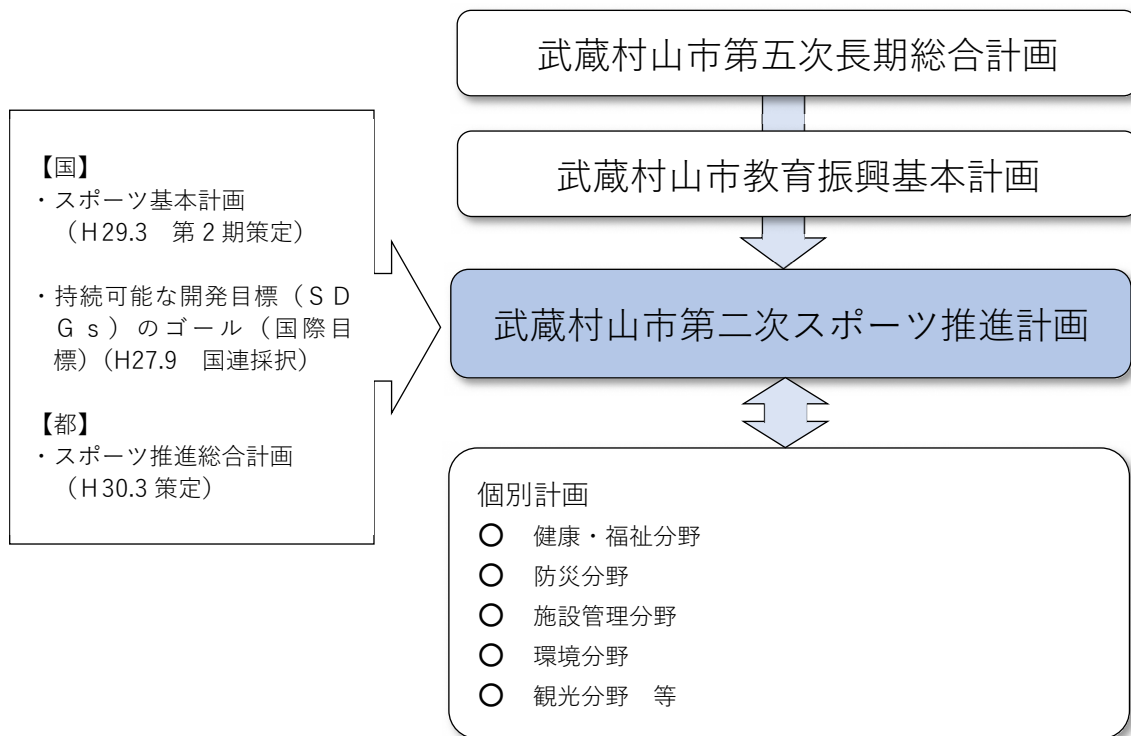 武蔵村山市第五次長期総合計画
武蔵村山市教育振興基本計画
【国】
・スポーツ基本計画
（Ｈ29.3　第２期策定）
・持続可能な開発目標（ＳＤ
Ｇｓ）のゴール（国際目
標）（H27.9　国連採択）
【都】
・スポーツ推進総合計画
（Ｈ30.3 策定）
武蔵村山市第二次スポーツ推進計画
個別計画
○　健康・福祉分野
○　防災分野
○　施設管理分野
○　環境分野
○　観光分野　等